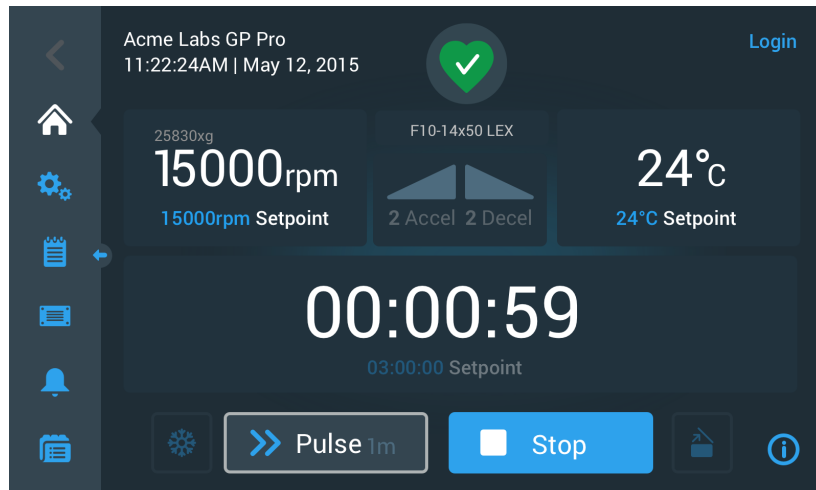 Acme Labs GP Pro
11:22:24AM | May 12, 2015
Login
25830xg
15000rpm
15000rpm Setpoint
F10-14x50 LEX
2 Accel 2 Decel
24°C
24°C Setpoint
00:00:59
03:00:00 Setpoint
Pulse 1m
Stop